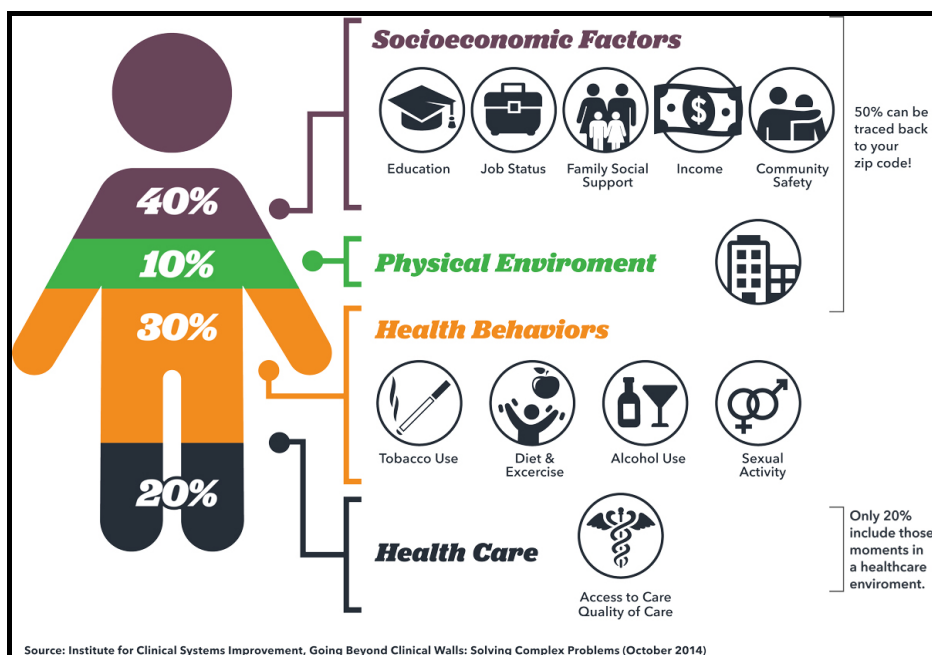 Socioeconomic Factors
Education
Job Status
Family Social
Support
Income
Community
Safety
50% can be
traced back
to your
zip code!
40%
10%
Physical Enviroment
30%
Health Behaviors
Tobacco Use
Diet &
Excercise
Alcohol Use
Sexual
Activity
20%
Health Care
Access to Care
Quality of Care
Only 20%
include those
moments in
a healthcare
enviroment.
Source: Institute for Clinical Systems Improvement, Going Beyond Clinical Walls: Solving Complex Problems (October 2014)